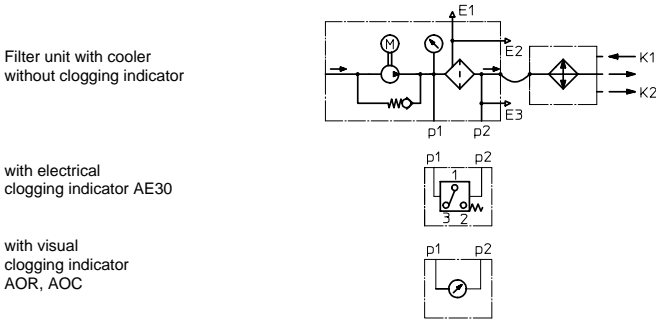 E1
M
E2
Filter unit with cooler
without clogging indicator
K1
K2
E3
p1 p2
with electrical
clogging indicator AE30
p1 p2
1
3 2
with visual
clogging indicator
AOR, AOC
p1 p2